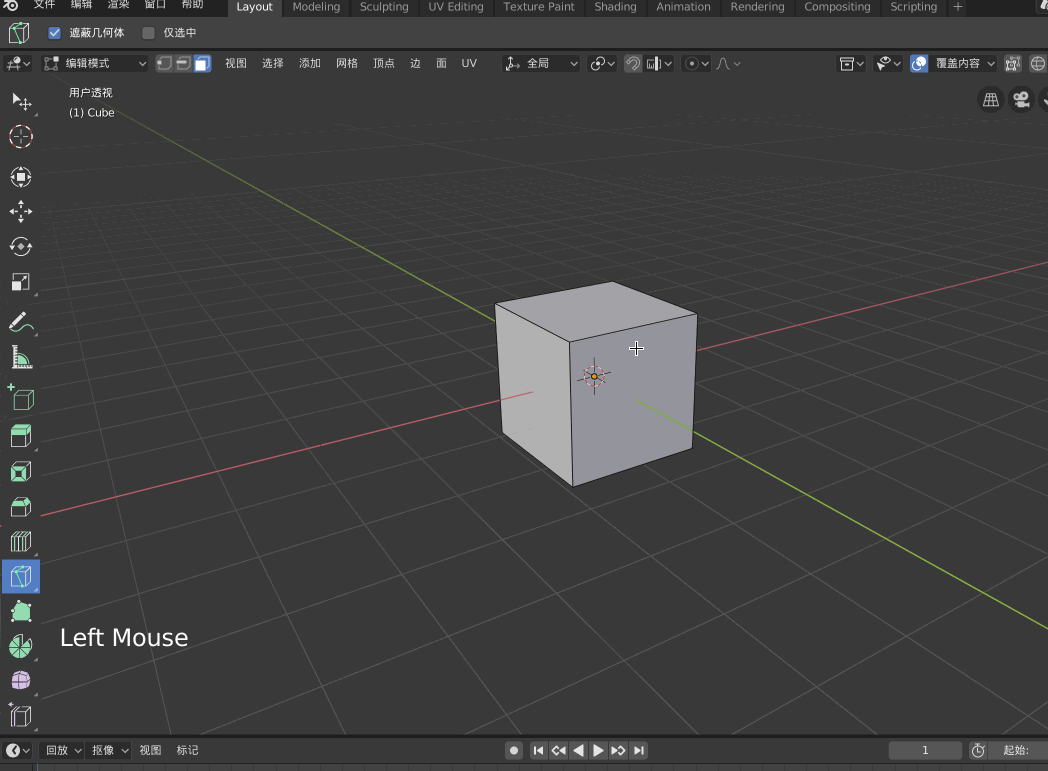 文件 编辑 渲染 窗口 帮助 Layout Modeling Sculpting UV Editing Texture Paint Shading Animation Rendering Compositing Scripting +
遮蔽几何体 仅选中
编辑模式 视图 选择 添加 网格 顶点 边 面 UV 全局 覆盖内容
用户透视
(1) Cube
Left Mouse
回放 抠像 视图 标记 1 起始: